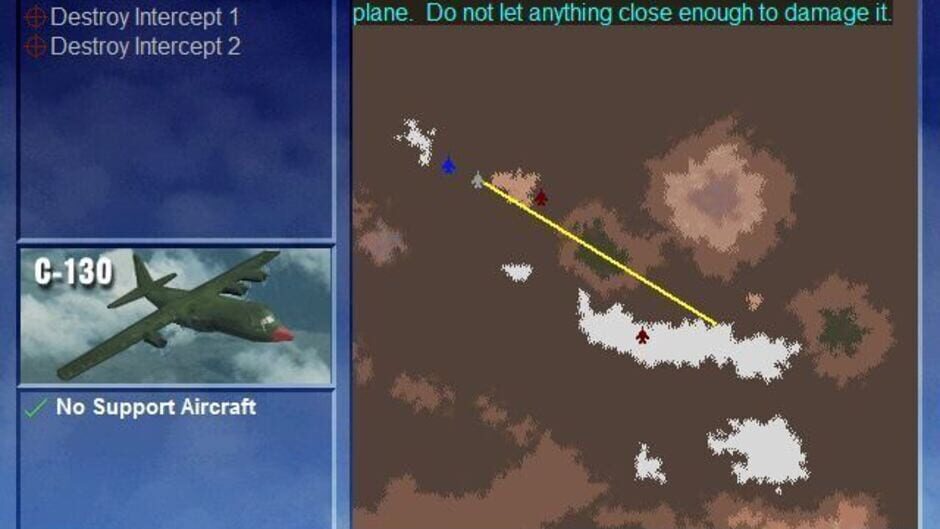 Destroy Intercept 1
Destroy Intercept 2
plane. Do not let anything close enough to damage it.
C-130
No Support Aircraft